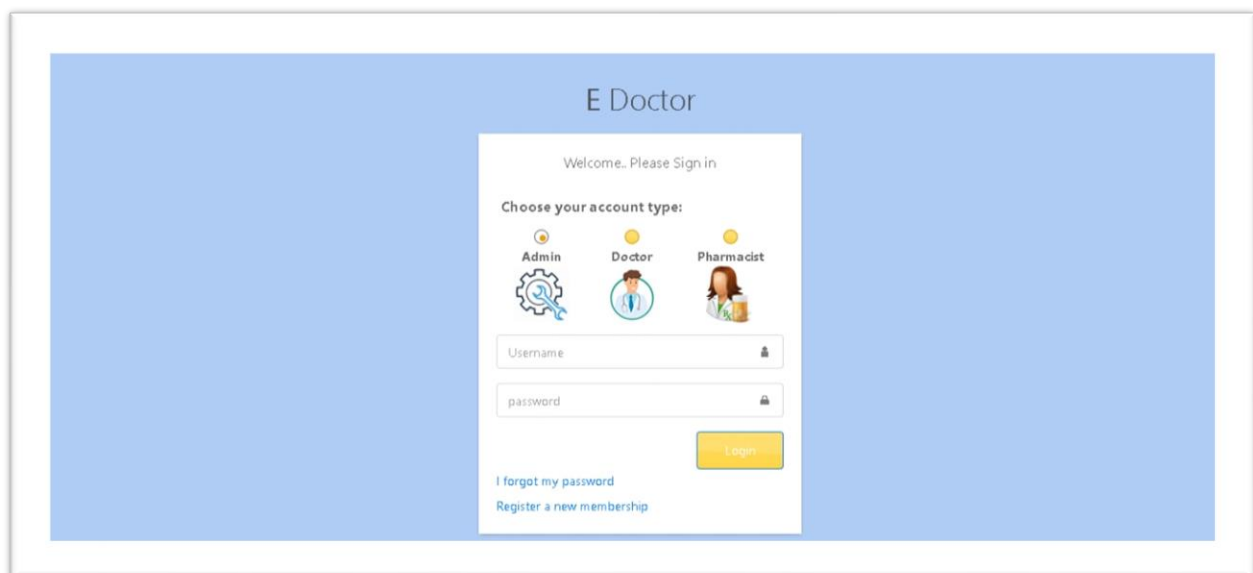 E Doctor
Welcome.. Please Sign in
Choose your account type:
Admin Doctor Pharmacist
Username
password
Login
I forgot my password
Register a new membership